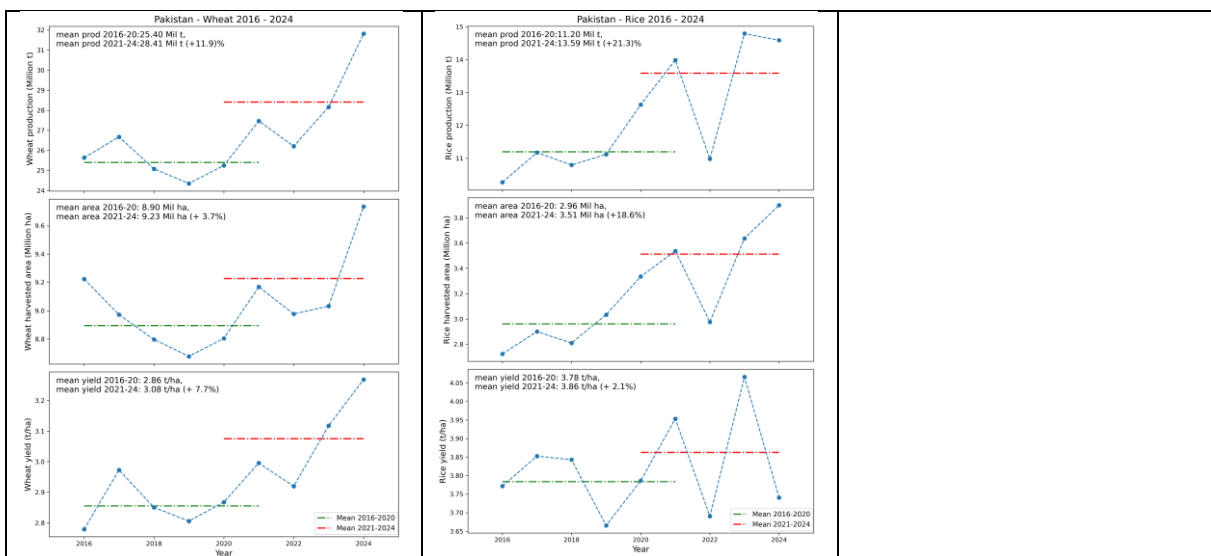 Pakistan - Wheat 2016 - 2024
mean prod 2016-20:25.40 Mil t,
mean prod 2021-24:28.41 Mil t (+11.9)%
Wheat production (Million t)
32
31
30
29
28
27
26
25
24
mean area 2016-20: 8.90 Mil ha,
mean area 2021-24: 9.23 Mil ha (+ 3.7%)
Wheat harvested area (Million ha)
9.6
9.4
9.2
9.0
8.8
mean yield 2016-20: 2.86 t/ha,
mean yield 2021-24: 3.08 t/ha (+ 7.7%)
Wheat yield (t/ha)
3.2
3.1
3.0
2.9
2.8
Mean 2016-2020
Mean 2021-2024
2016 2018 2020 2022 2024
Year
Pakistan - Rice 2016 - 2024
mean prod 2016-20:11.20 Mil t,
mean prod 2021-24:13.59 Mil t (+21.3)%
Rice production (Million t)
15
14
13
12
11
mean area 2016-20: 2.96 Mil ha,
mean area 2021-24: 3.51 Mil ha (+18.6%)
Rice harvested area (Million ha)
3.8
3.6
3.4
3.2
3.0
2.8
mean yield 2016-20: 3.78 t/ha,
mean yield 2021-24: 3.86 t/ha (+ 2.1%)
Rice yield (t/ha)
4.05
4.00
3.95
3.90
3.85
3.80
3.75
3.70
3.65
Mean 2016-2020
Mean 2021-2024
2016 2018 2020 2022 2024
Year